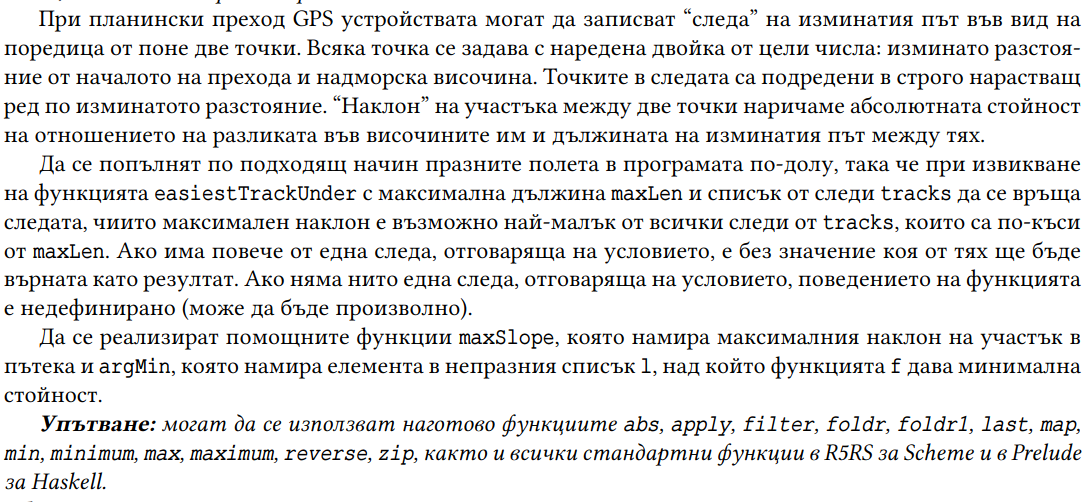 При планински преход GPS устройствата могат да записват “следа” на изминатия път във вид на
поредица от поне две точки. Всяка точка се задава с наредена двойка от цели числа: изминато разстоя-
ние от началото на прехода и надморска височина. Точките в следата са подредени в строго нарастващ
ред по изминатото разстояние. “Наклон” на участъка между две точки наричаме абсолютната стойност
на отношението на разликата във височините им и дължината на изминатия път между тях.
Да се попълнят по подходящ начин празните полета в програмата по-долу, така че при извикване
на функцията easiestTrackUnder с максимална дължина maxLen и списък от следи tracks да се връща
следата, чиито максимален наклон е възможно най-малък от всички следи от tracks, които са по-къси
от maxLen. Ако има повече от една следа, отговаряща на условието, е без значение коя от тях ще бъде
върната като резултат. Ако няма нито една следа, отговаряща на условието, поведението на функцията
е недефинирано (може да бъде произволно).
Да се реализират помощните функции maxSlope, която намира максималния наклон на участък в
пътека и argMin, която намира елемента в непразния списък l, над който функцията f дава минимална
стойност.
Упътване: могат да се използват наготово функциите abs, apply, filter, foldr, foldr1, last, map,
min, minimum, max, maximum, reverse, zip, както и всички стандартни функции в R5RS за Scheme и в Prelude
за Haskell.